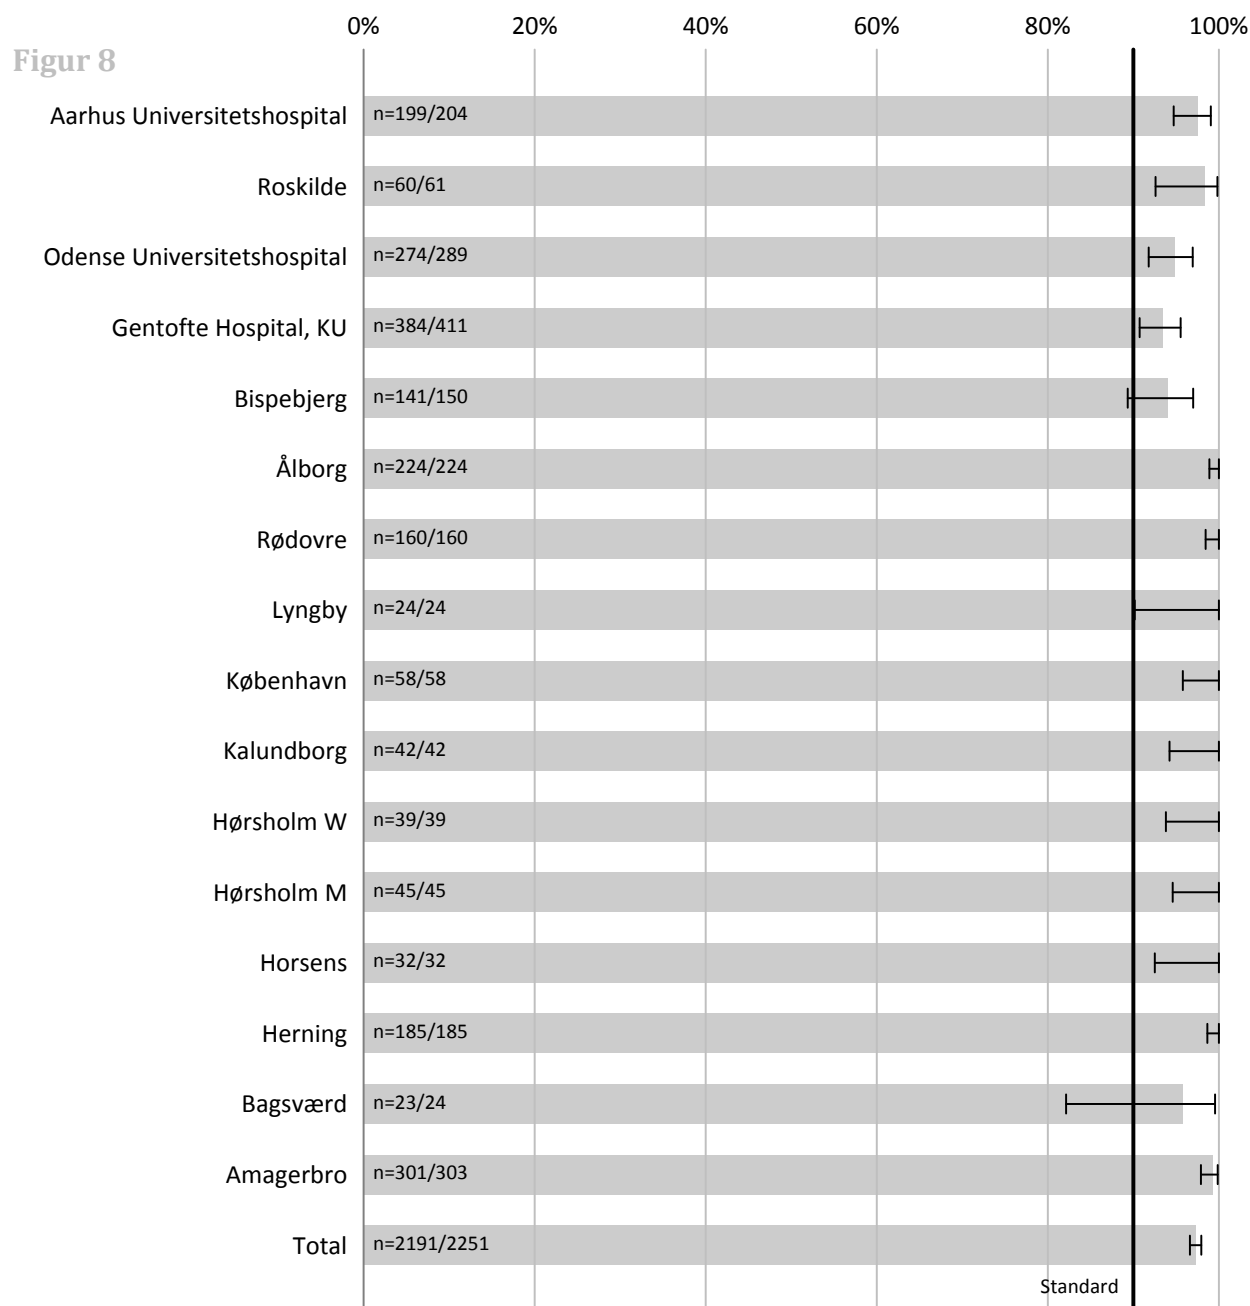 0% 20% 40% 60% 80% 100%
Figur 8
Aarhus Universitetshospital n=199/204
Roskilde n=60/61
Odense Universitetshospital n=274/289
Gentofte Hospital, KU n=384/411
Bispebjerg n=141/150
Ålborg n=224/224
Rødovre n=160/160
Lyngby n=24/24
København n=58/58
Kalundborg n=42/42
Hørsholm W n=39/39
Hørsholm M n=45/45
Horsens n=32/32
Herning n=185/185
Bagsværd n=23/24
Amagerbro n=301/303
Total n=2191/2251
Standard